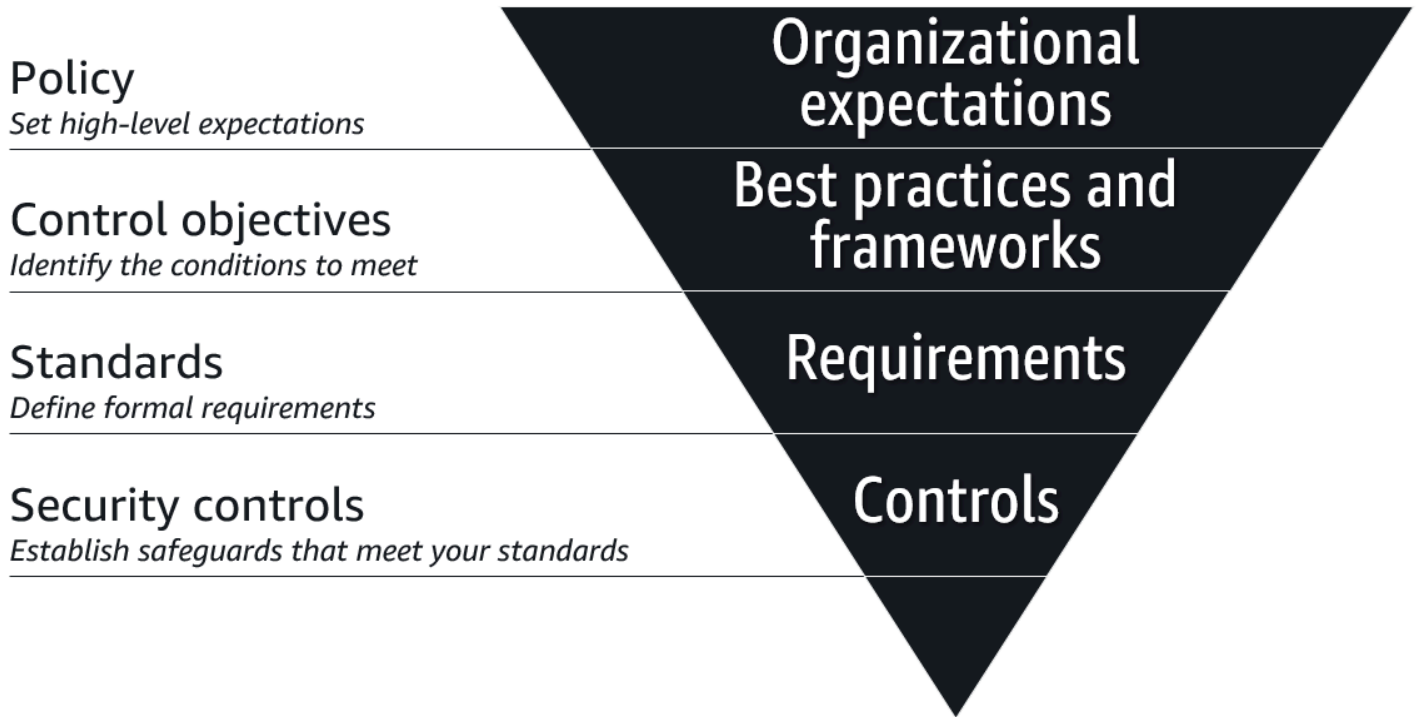 Policy
Set high-level expectations
Organizational
expectations
Control objectives
Identify the conditions to meet
Best practices and
frameworks
Standards
Define formal requirements
Requirements
Security controls
Establish safeguards that meet your standards
Controls